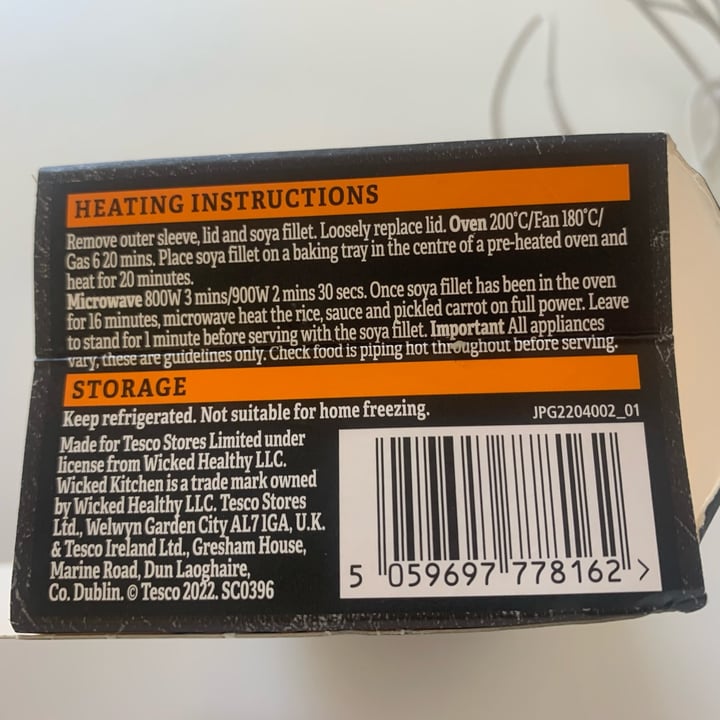 HEATING INSTRUCTIONS
Remove outer sleeve, lid and soya fillet. Loosely replace lid. Oven 200°C/Fan 180°C/
Gas 6 20 mins. Place soya fillet on a baking tray in the centre of a pre-heated oven and
heat for 20 minutes.
Microwave 800W 3 mins/900W 2 mins 30 secs. Once soya fillet has been in the oven
for 16 minutes, microwave heat the rice, sauce and pickled carrot on full power. Leave
to stand for 1 minute before serving with the soya fillet. Important All appliances
vary, these are guidelines only. Check food is piping hot throughout before serving.
STORAGE
Keep refrigerated. Not suitable for home freezing.
JPG2204002_01
Made for Tesco Stores Limited under
license from Wicked Healthy LLC.
Wicked Kitchen is a trade mark owned
by Wicked Healthy LLC. Tesco Stores
Ltd., Welwyn Garden City AL7 1GA, U.K.
& Tesco Ireland Ltd., Gresham House,
Marine Road, Dun Laoghaire,
Co. Dublin. © Tesco 2022. SC0396
5 059697 778162 >